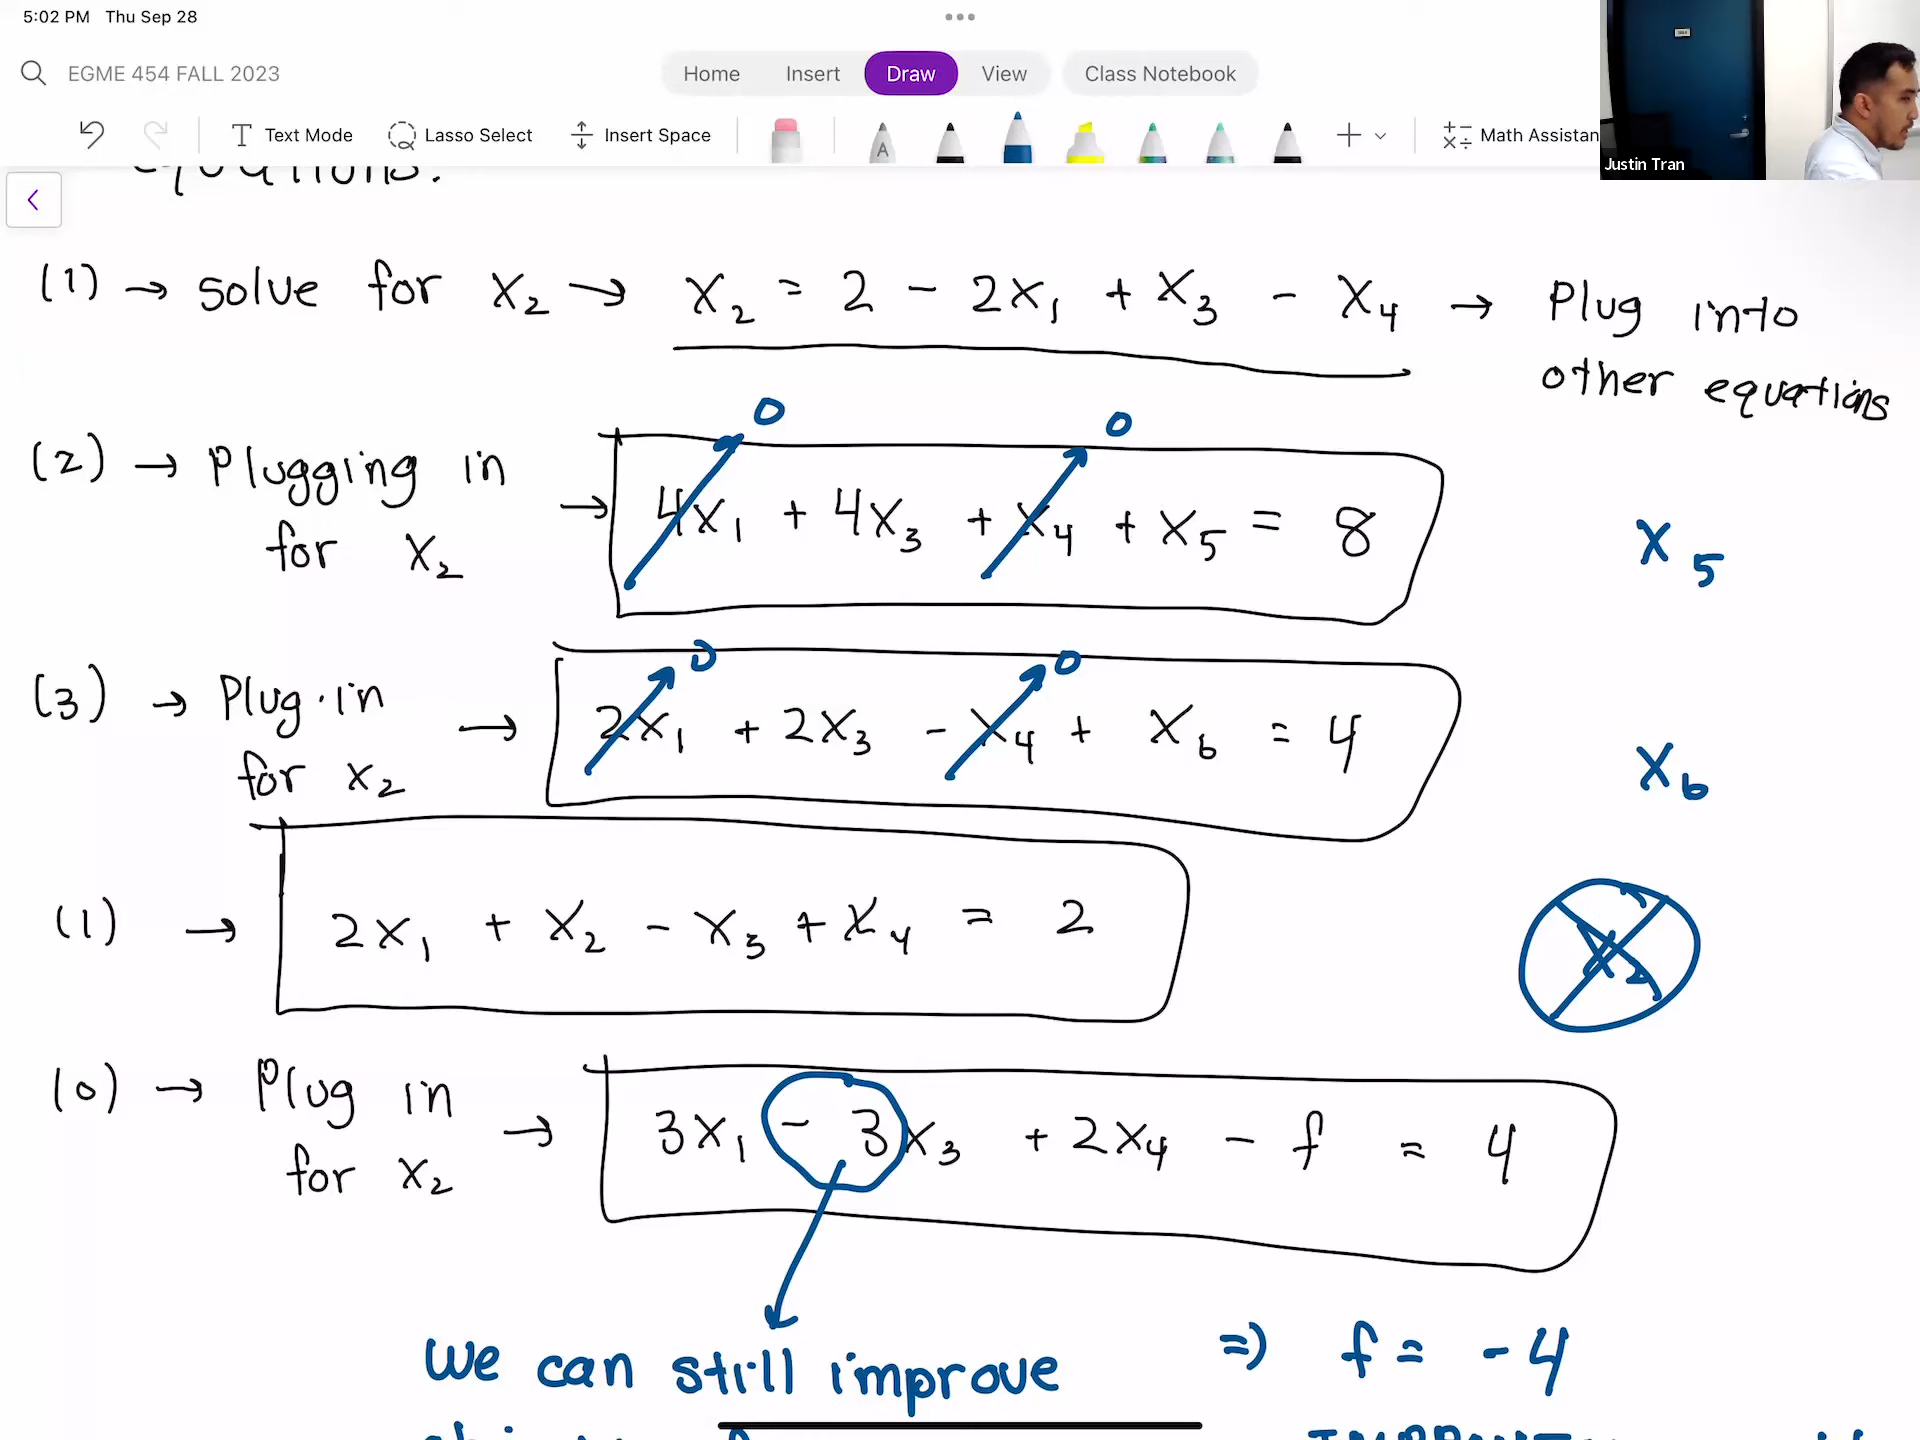 5:02 PM Thu Sep 28
EGME 454 FALL 2023
Home Insert Draw View Class Notebook
Text Mode Lasso Select Insert Space Math Assistan
Justin Tran
equations.
(1) → solve for x₂ → x₂ = 2 - 2x₁ + x₃ - x₄ → Plug into
other equations
0 0
(2) → Plugging in
for x₂ → 4x₁ + 4x₃ + x₄ + x₅ = 8 x₅
0 0
(3) → Plug in
for x₂ → 2x₁ + 2x₃ - x₄ + x₆ = 4 x₆
(1) → 2x₁ + x₂ - x₃ + x₄ = 2 x₂
(0) → Plug in
for x₂ → 3x₁ - 3x₃ + 2x₄ - f = 4
we can still improve ⇒ f = -4